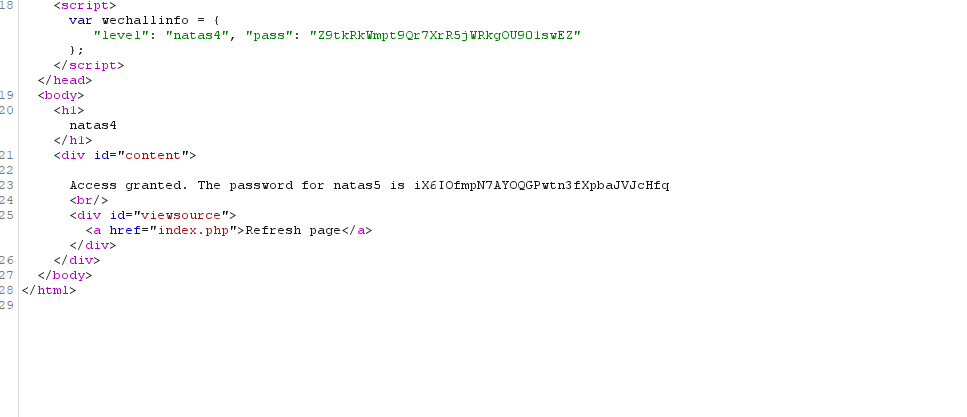 18 <script>
var wechallinfo = {
"level": "natas4", "pass": "Z9tkRkWmpt9Qr7XrR5jWRkgOU901swEZ"
};
</script>
</head>
19 <body>
20 <h1>
natas4
</h1>
21 <div id="content">
22
23 Access granted. The password for natas5 is iX6IOfmpN7AYOQGPwtn3fXpbaJVJcHfq
24 <br/>
25 <div id="viewsource">
<a href="index.php">Refresh page</a>
</div>
26 </div>
27 </body>
28 </html>
29